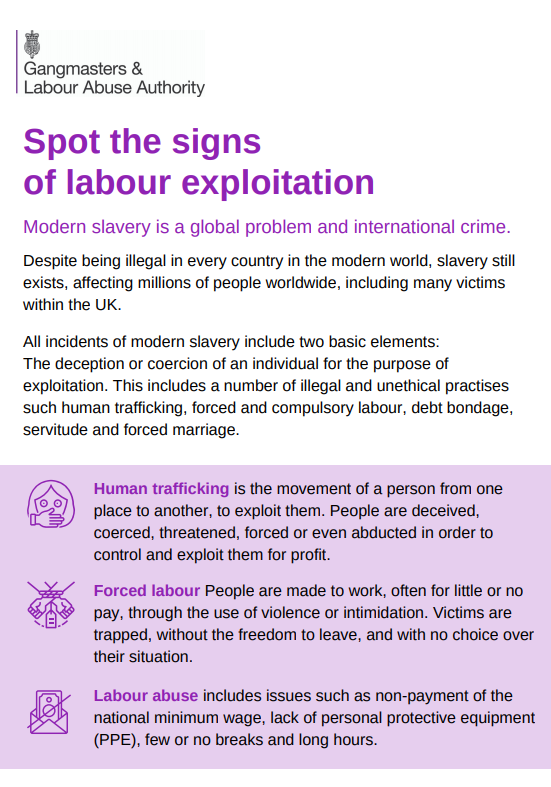 Gangmasters &
Labour Abuse Authority
Spot the signs
of labour exploitation
Modern slavery is a global problem and international crime.
Despite being illegal in every country in the modern world, slavery still
exists, affecting millions of people worldwide, including many victims
within the UK.
All incidents of modern slavery include two basic elements:
The deception or coercion of an individual for the purpose of
exploitation. This includes a number of illegal and unethical practises
such human trafficking, forced and compulsory labour, debt bondage,
servitude and forced marriage.
Human trafficking is the movement of a person from one
place to another, to exploit them. People are deceived,
coerced, threatened, forced or even abducted in order to
control and exploit them for profit.
Forced labour People are made to work, often for little or no
pay, through the use of violence or intimidation. Victims are
trapped, without the freedom to leave, and with no choice over
their situation.
Labour abuse includes issues such as non-payment of the
national minimum wage, lack of personal protective equipment
(PPE), few or no breaks and long hours.